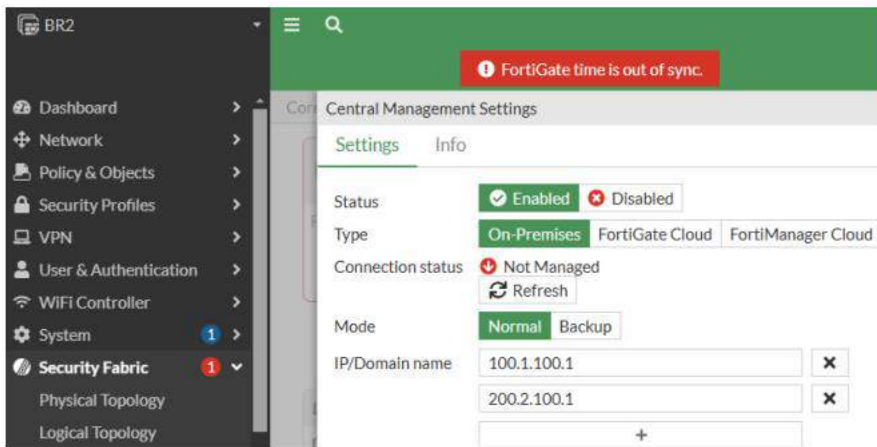 BR2
FortiGate time is out of sync.
Dashboard
Network
Policy & Objects
Security Profiles
VPN
User & Authentication
WiFi Controller
System 1
Security Fabric 1
Physical Topology
Logical Topology
Central Management Settings
Settings Info
Status Enabled Disabled
Type On-Premises FortiGate Cloud FortiManager Cloud
Connection status Not Managed
Refresh
Mode Normal Backup
IP/Domain name 100.1.100.1
200.2.100.1
+